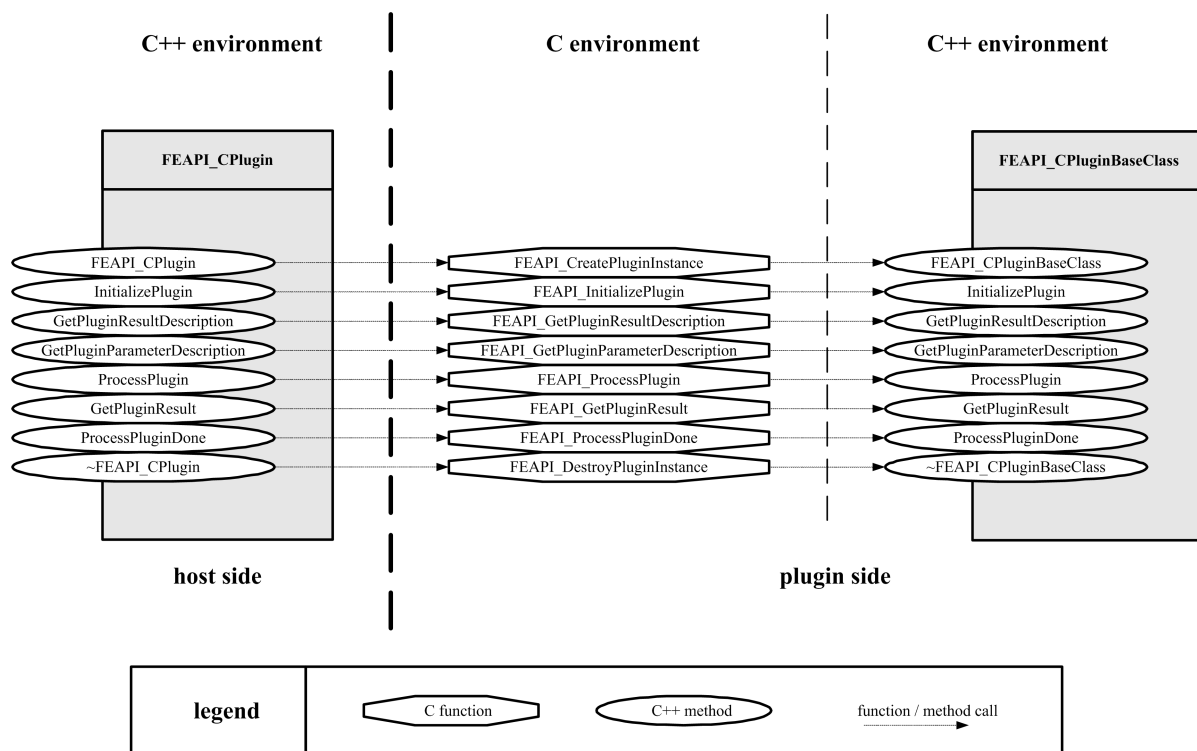 C++ environment
C environment
C++ environment
FEAPI_CPlugin
FEAPI_CPluginBaseClass
FEAPI_CPlugin
FEAPI_CreatePluginInstance
FEAPI_CPluginBaseClass
InitializePlugin
FEAPI_InitializePlugin
InitializePlugin
GetPluginResultDescription
FEAPI_GetPluginResultDescription
GetPluginResultDescription
GetPluginParameterDescription
FEAPI_GetPluginParameterDescription
GetPluginParameterDescription
ProcessPlugin
FEAPI_ProcessPlugin
ProcessPlugin
GetPluginResult
FEAPI_GetPluginResult
GetPluginResult
ProcessPluginDone
FEAPI_ProcessPluginDone
ProcessPluginDone
~FEAPI_CPlugin
FEAPI_DestroyPluginInstance
~FEAPI_CPluginBaseClass
host side
plugin side
legend
C function
C++ method
function / method call